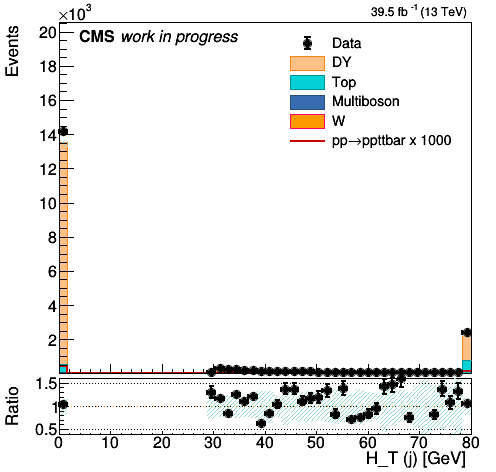 ×10³
39.5 fb⁻¹ (13 TeV)
CMS work in progress
Events
20
18
16
14
12
10
8
6
4
2
Data
DY
Top
Multiboson
W
pp→ppttbar x 1000
Ratio
1.5
1
0.5
0 10 20 30 40 50 60 70 80
H_T (j) [GeV]